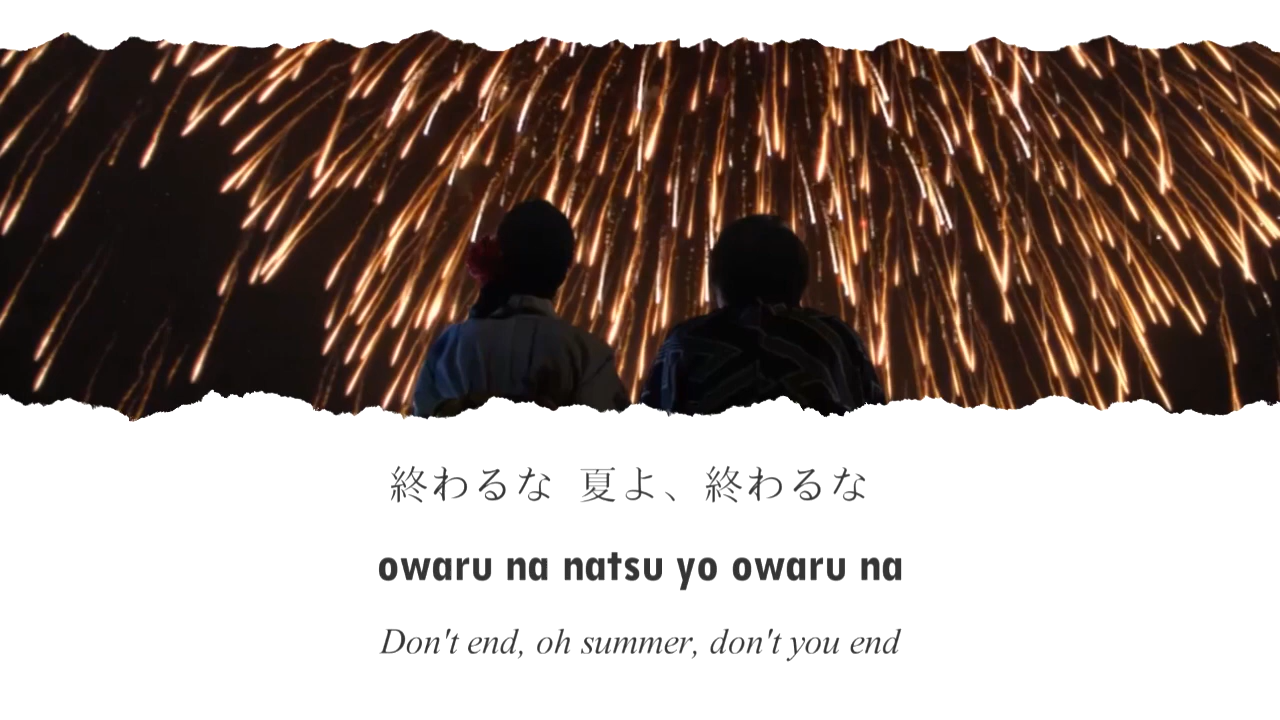 終わるな 夏よ、終わるな
owaru na natsu yo owaru na
Don't end, oh summer, don't you end